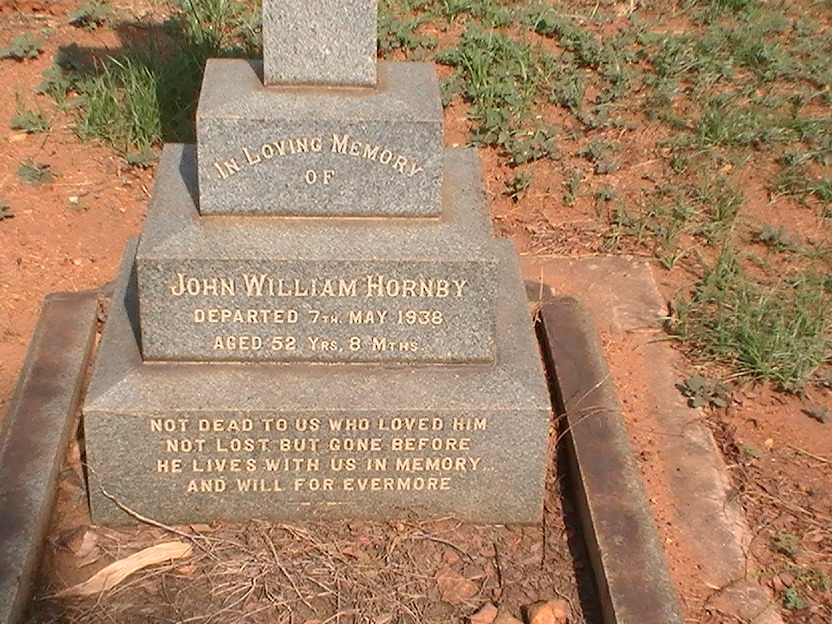 IN LOVING MEMORY
OF
JOHN WILLIAM HORNBY
DEPARTED 7TH. MAY 1938
AGED 52 YRS, 8 MTHS.
NOT DEAD TO US WHO LOVED HIM
NOT LOST BUT GONE BEFORE
HE LIVES WITH US IN MEMORY..
AND WILL FOR EVERMORE